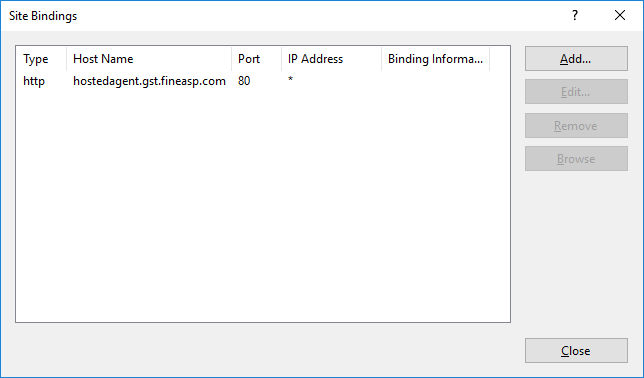 Site Bindings
?
Type Host Name Port IP Address Binding Informa...
http hostedagent.gst.fineasp.com 80 *
Add...
Edit...
Remove
Browse
Close